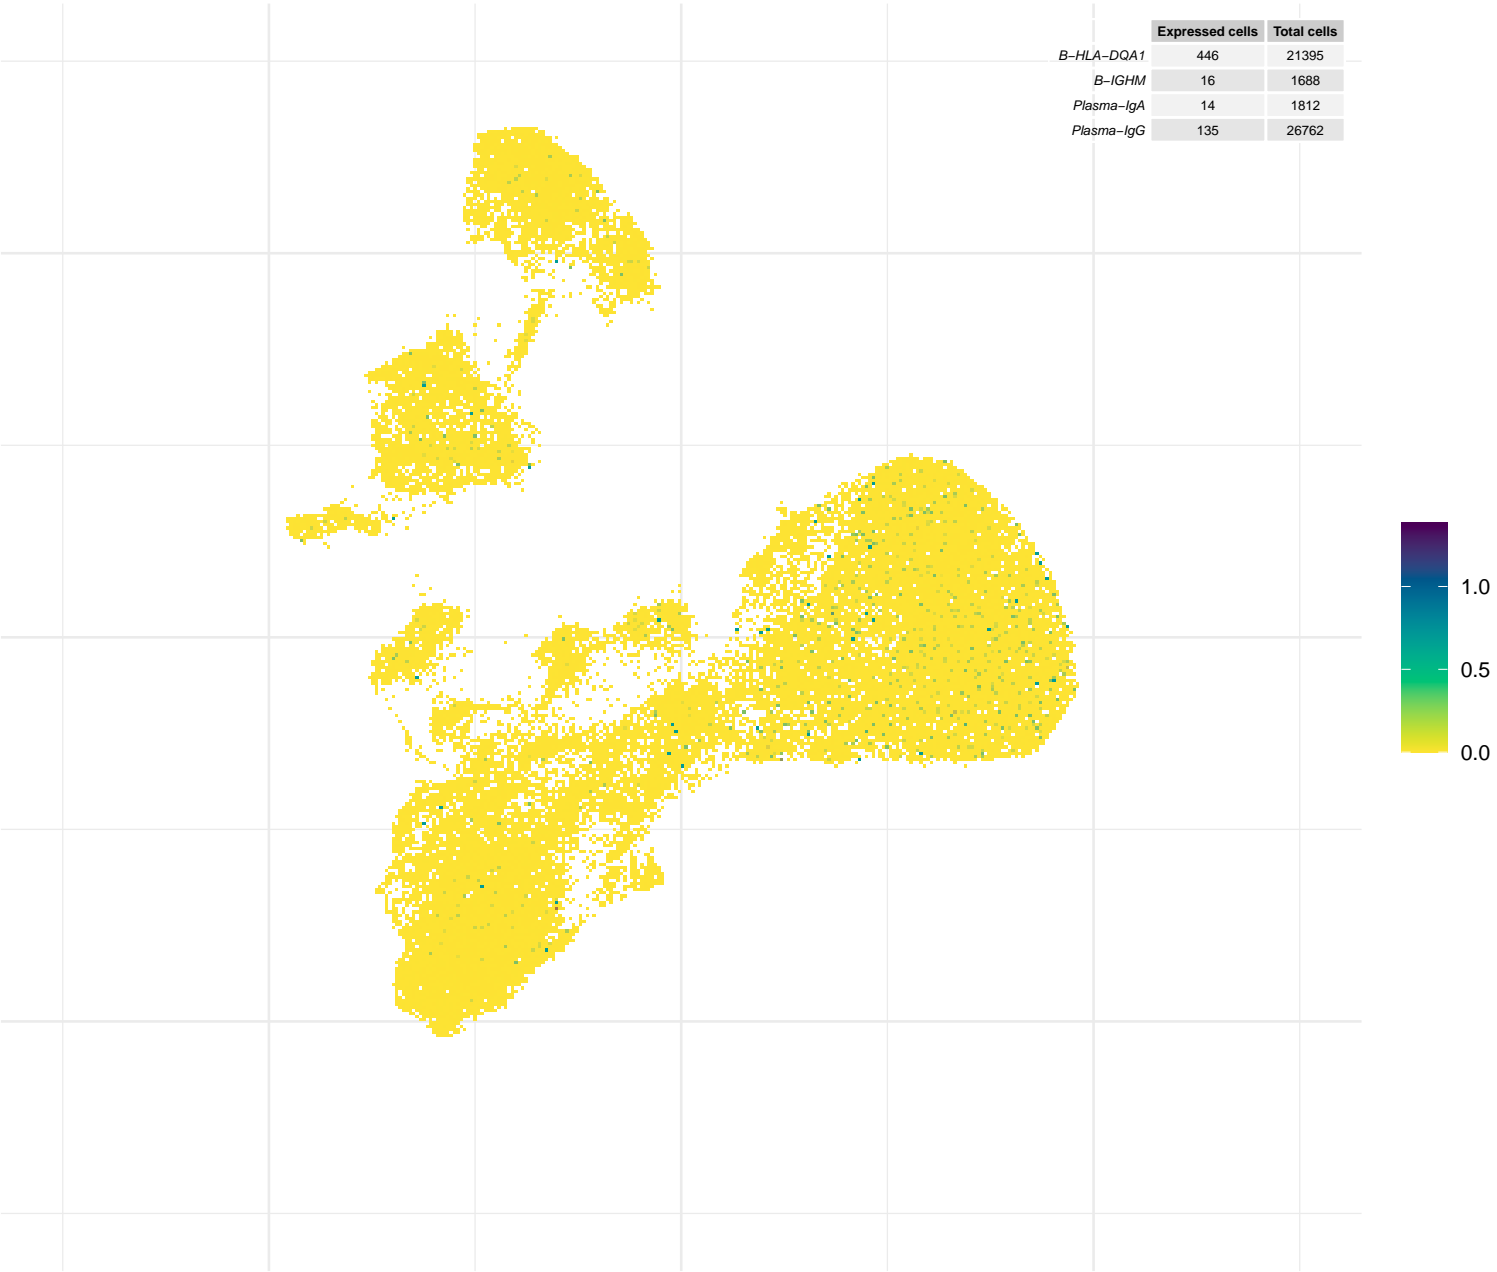 Expressed cells Total cells
B−HLA−DQA1 446 21395
B−IGHM 16 1688
Plasma−IgA 14 1812
Plasma−IgG 135 26762
1.0
0.5
0.0